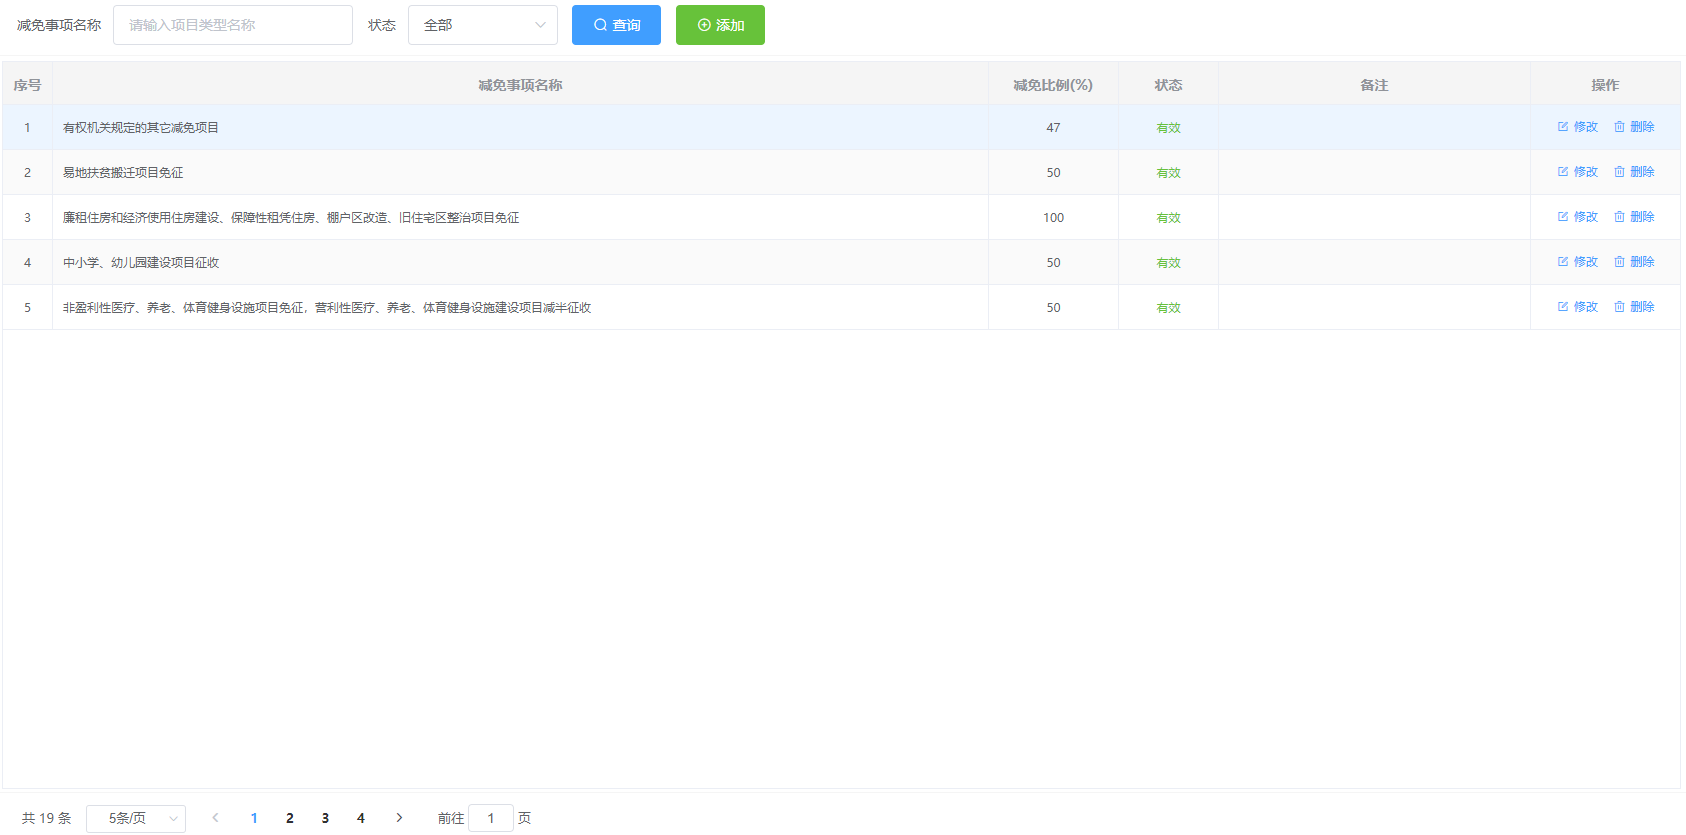 减免事项名称 请输入项目类型名称 状态 全部 查询 添加
序号 减免事项名称 减免比例(%) 状态 备注 操作
1 有权机关规定的其它减免项目 47 有效 修改 删除
2 易地扶贫搬迁项目免征 50 有效 修改 删除
3 廉租住房和经济使用住房建设、保障性租凭住房、棚户区改造、旧住宅区整治项目免征 100 有效 修改 删除
4 中小学、幼儿园建设项目征收 50 有效 修改 删除
5 非盈利性医疗、养老、体育健身设施项目免征，营利性医疗、养老、体育健身设施建设项目减半征收 50 有效 修改 删除
共 19 条 5条/页 1 2 3 4 前往 1 页